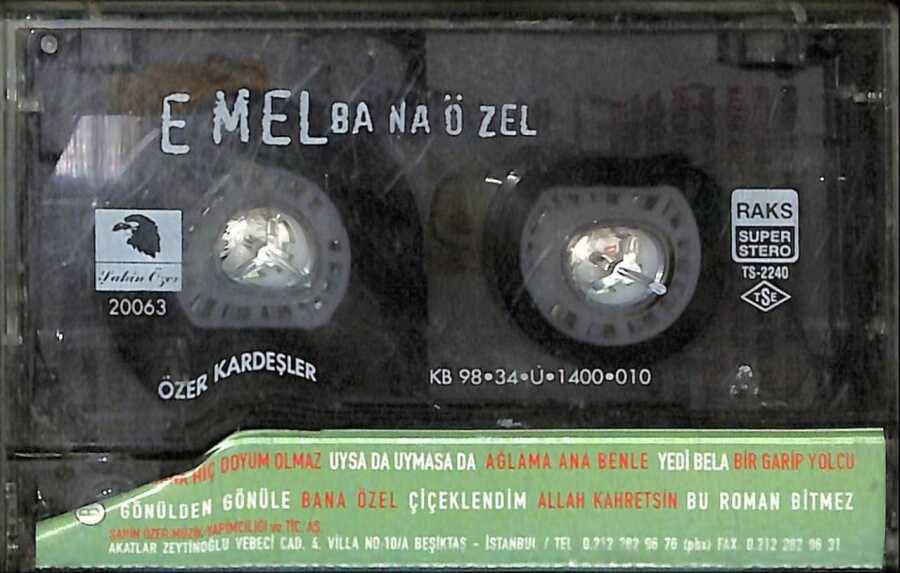 EMEL BANA ÖZEL
RAKS
SUPER
STERO
TS-2240
TSE
Şahin Özer
20063
ÖZER KARDEŞLER
KB 98•34•Ü•1400•010
HİÇ DOYUM OLMAZ UYSA DA UYMASA DA AĞLAMA ANA BENLE YEDİ BELA BİR GARİP YOLCU
B GÖNÜLDEN GÖNÜLE BANA ÖZEL ÇİÇEKLENDİM ALLAH KAHRETSİN BU ROMAN BİTMEZ
ŞAHİN ÖZER MÜZİK YAPIMCILIĞI ve TİC. AŞ.
AKATLAR ZEYTİNOĞLU VEBECİ CAD. 4. VILLA NO-10/A BEŞİKTAŞ - İSTANBUL / TEL 0.212 282 96 76 (pbx) FAX 0.212 282 96 31